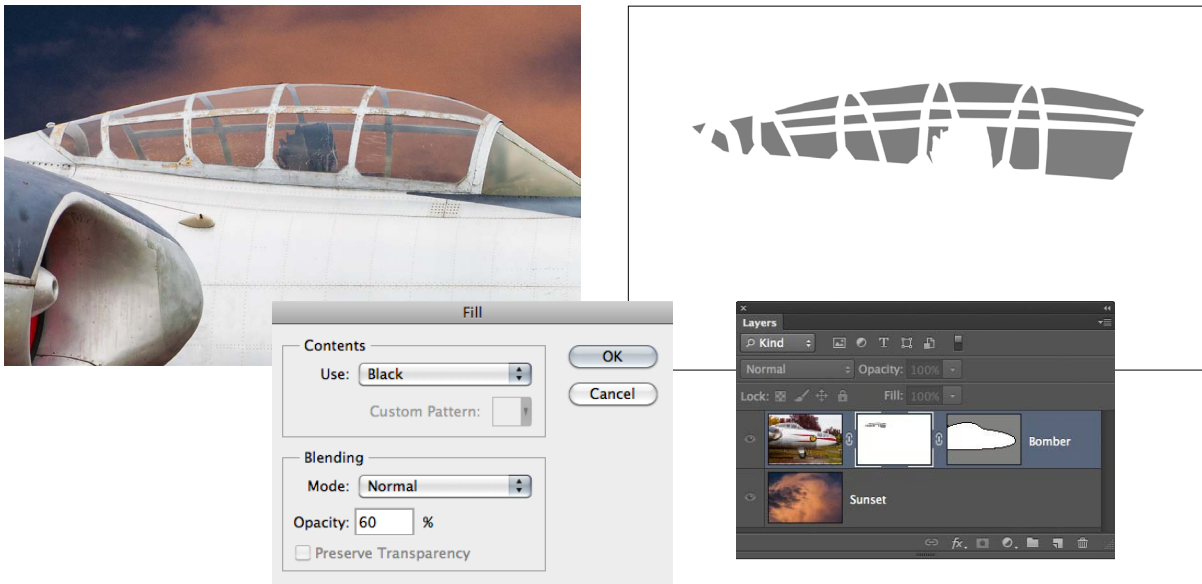 Fill
Contents
Use: Black
Custom Pattern:
OK
Cancel
Blending
Mode: Normal
Opacity: 60 %
Preserve Transparency
Layers
Kind
Normal Opacity: 100%
Lock: Fill: 100%
Bomber
Sunset
fx